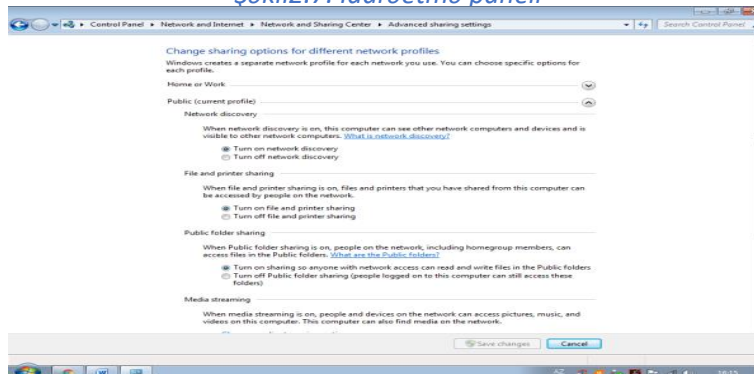 Şəkil2.7.İdarəetmə paneli
Control Panel ▸ Network and Internet ▸ Network and Sharing Center ▸ Advanced sharing settings
Search Control Panel
Change sharing options for different network profiles
Windows creates a separate network profile for each network you use. You can choose specific options for
each profile.
Home or Work
Public (current profile)
Network discovery
When network discovery is on, this computer can see other network computers and devices and is
visible to other network computers. What is network discovery?
Turn on network discovery
Turn off network discovery
File and printer sharing
When file and printer sharing is on, files and printers that you have shared from this computer can
be accessed by people on the network.
Turn on file and printer sharing
Turn off file and printer sharing
Public folder sharing
When Public folder sharing is on, people on the network, including homegroup members, can
access files in the Public folders. What are the Public folders?
Turn on sharing so anyone with network access can read and write files in the Public folders
Turn off Public folder sharing (people logged on to this computer can still access these
folders)
Media streaming
When media streaming is on, people and devices on the network can access pictures, music, and
videos on this computer. This computer can also find media on the network.
Save changes
Cancel
AZ
16:15